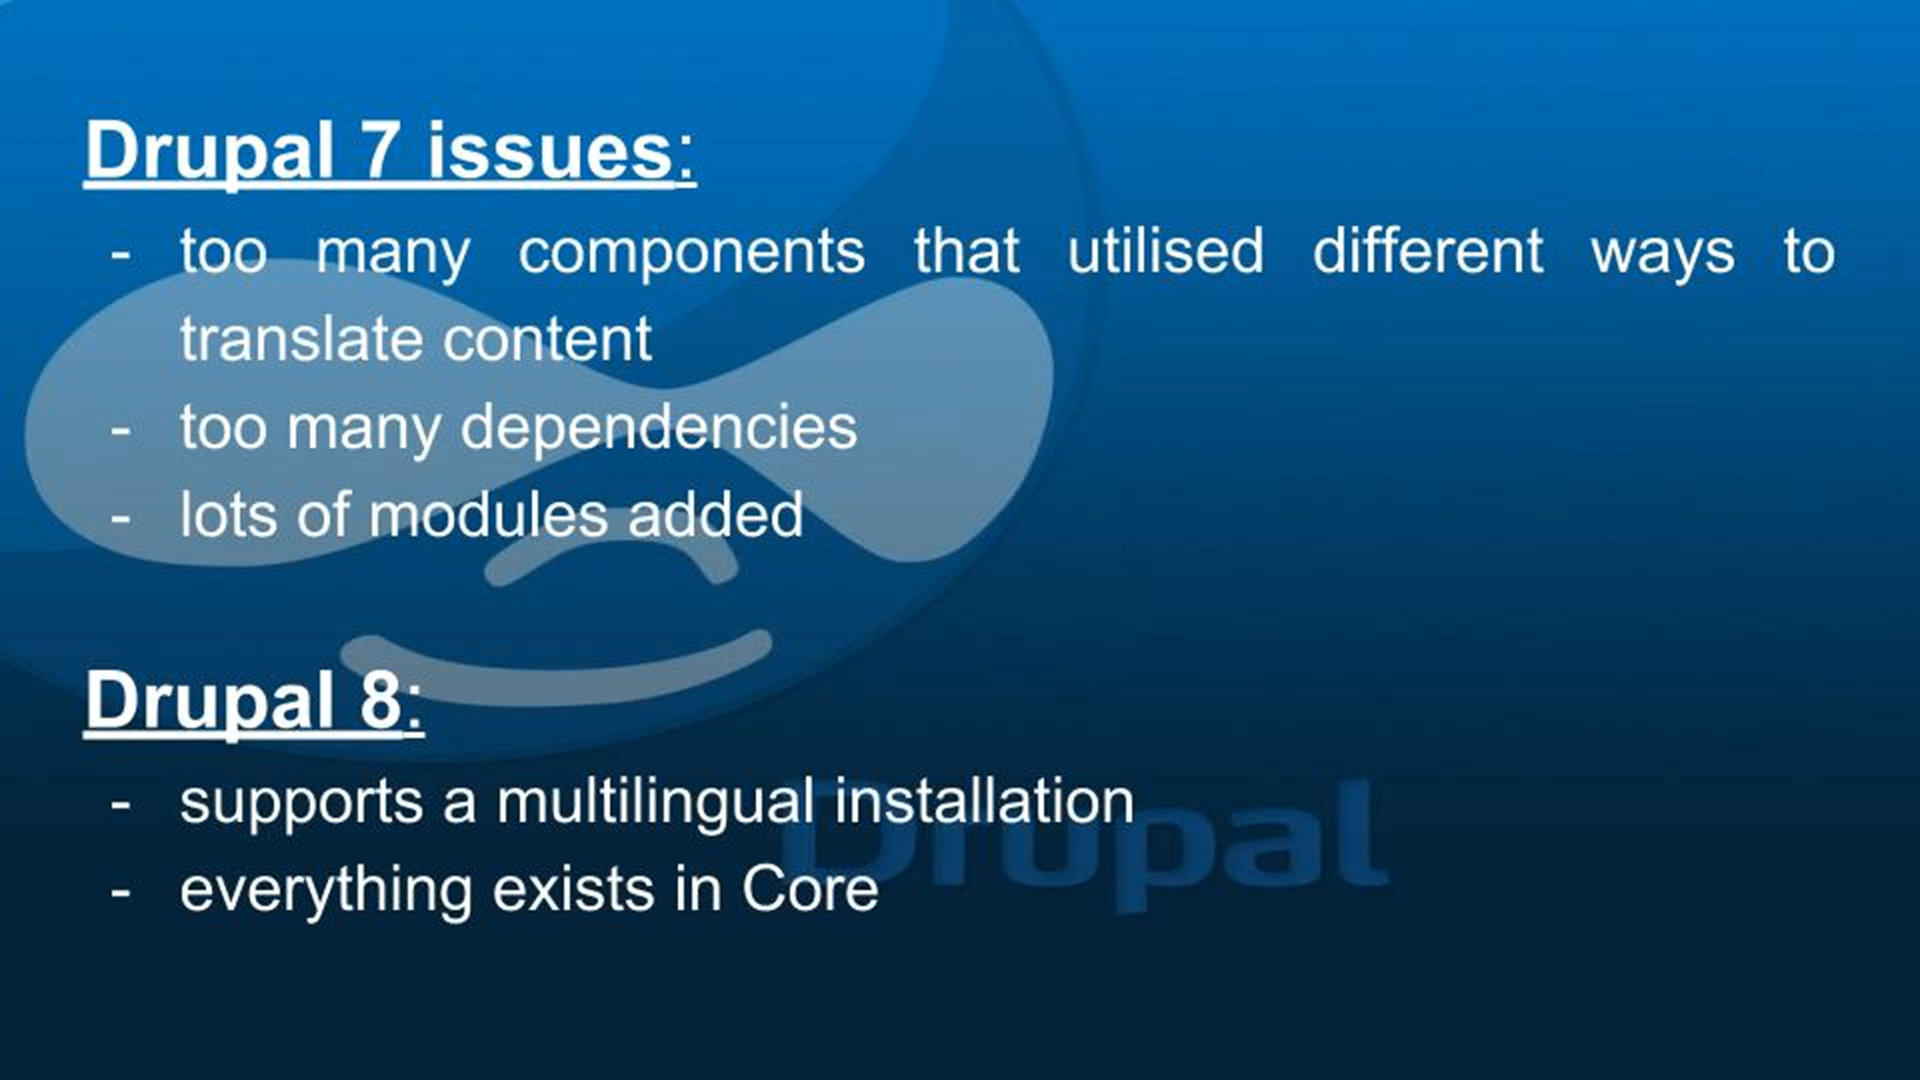 Drupal 7 issues:
- too many components that utilised different ways to
translate content
- too many dependencies
- lots of modules added
Drupal 8:
- supports a multilingual installation
- everything exists in Core
Drupal